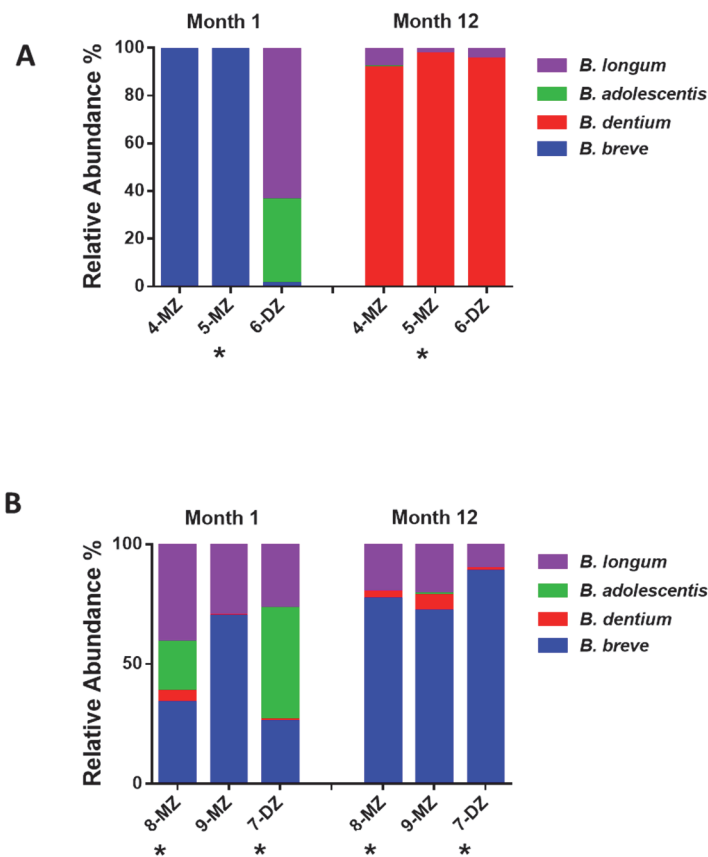 A
Month 1 Month 12
Relative Abundance %
100
80
60
40
20
0
4-MZ 5-MZ 6-DZ 4-MZ 5-MZ 6-DZ
* *
B. longum
B. adolescentis
B. dentium
B. breve
B
Month 1 Month 12
Relative Abundance %
100
50
0
8-MZ 9-MZ 7-DZ 8-MZ 9-MZ 7-DZ
* * * *
B. longum
B. adolescentis
B. dentium
B. breve